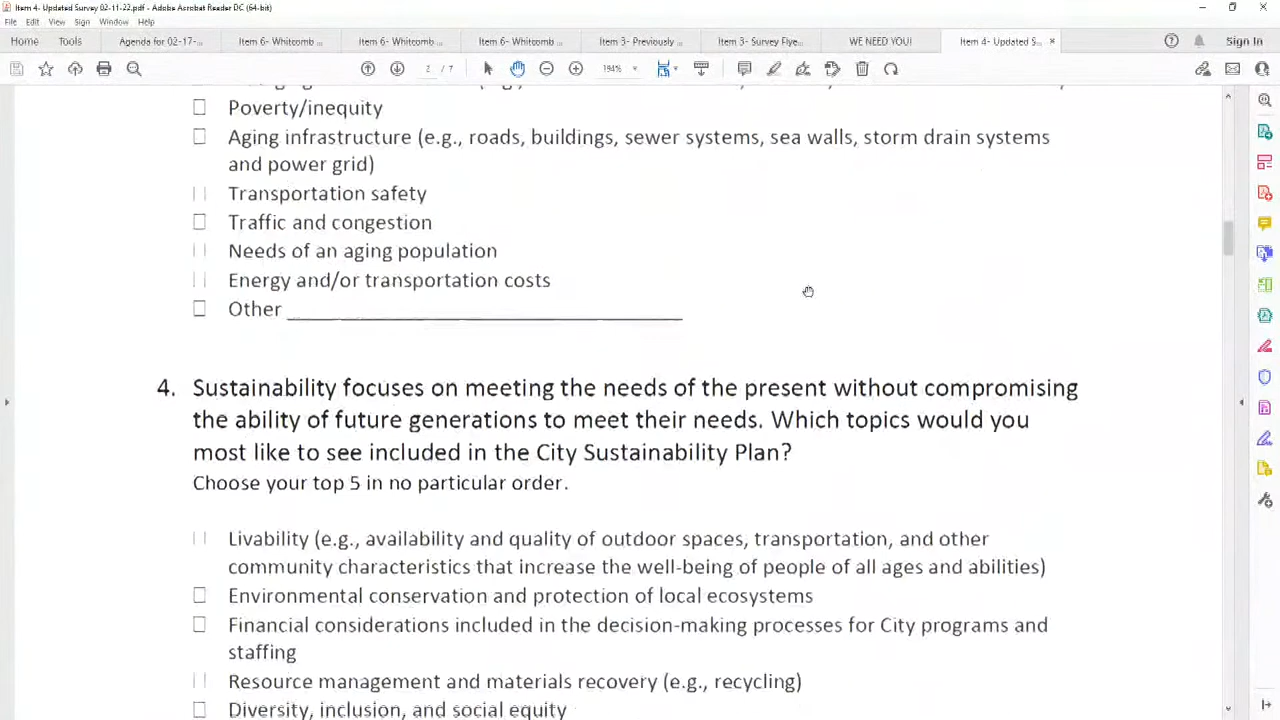 Item 4- Updated Survey 02-11-22.pdf - Adobe Acrobat Reader DC (64-bit)
File Edit View Sign Window Help
Home Tools Agenda for 02-17-... Item 6- Whitcomb ... Item 6- Whitcomb ... Item 6- Whitcomb ... Item 3- Previously ... Item 3- Survey Flye... WE NEED YOU! Item 4- Updated S... × Sign In
2 / 7 194%
Poverty/inequity
Aging infrastructure (e.g., roads, buildings, sewer systems, sea walls, storm drain systems
and power grid)
Transportation safety
Traffic and congestion
Needs of an aging population
Energy and/or transportation costs
Other
4. Sustainability focuses on meeting the needs of the present without compromising
the ability of future generations to meet their needs. Which topics would you
most like to see included in the City Sustainability Plan?
Choose your top 5 in no particular order.
Livability (e.g., availability and quality of outdoor spaces, transportation, and other
community characteristics that increase the well-being of people of all ages and abilities)
Environmental conservation and protection of local ecosystems
Financial considerations included in the decision-making processes for City programs and
staffing
Resource management and materials recovery (e.g., recycling)
Diversity, inclusion, and social equity